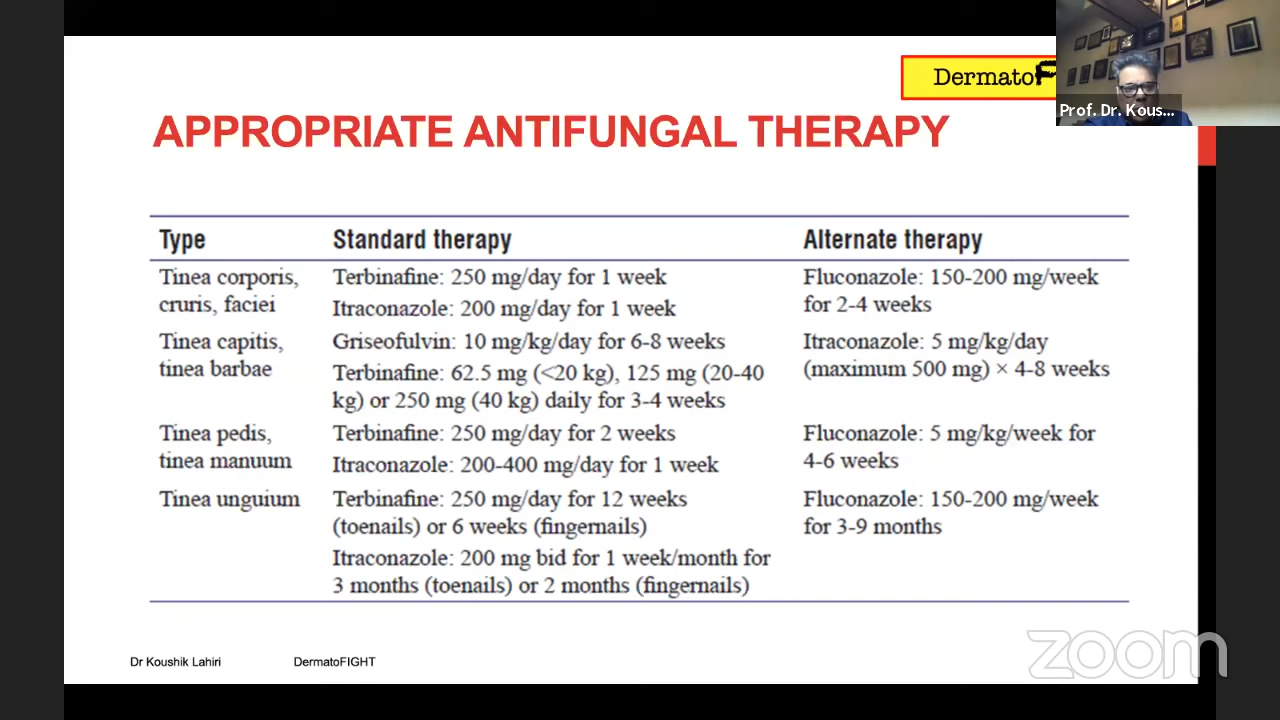 DermatoF
Prof. Dr. Kous...
APPROPRIATE ANTIFUNGAL THERAPY
Type Standard therapy Alternate therapy
Tinea corporis, Terbinafine: 250 mg/day for 1 week Fluconazole: 150-200 mg/week
cruris, faciei Itraconazole: 200 mg/day for 1 week for 2-4 weeks
Tinea capitis, Griseofulvin: 10 mg/kg/day for 6-8 weeks Itraconazole: 5 mg/kg/day
tinea barbae Terbinafine: 62.5 mg (<20 kg), 125 mg (20-40 (maximum 500 mg) × 4-8 weeks
kg) or 250 mg (40 kg) daily for 3-4 weeks
Tinea pedis, Terbinafine: 250 mg/day for 2 weeks Fluconazole: 5 mg/kg/week for
tinea manuum Itraconazole: 200-400 mg/day for 1 week 4-6 weeks
Tinea unguium Terbinafine: 250 mg/day for 12 weeks Fluconazole: 150-200 mg/week
(toenails) or 6 weeks (fingernails) for 3-9 months
Itraconazole: 200 mg bid for 1 week/month for
3 months (toenails) or 2 months (fingernails)
Dr Koushik Lahiri DermatoFIGHT
zoom